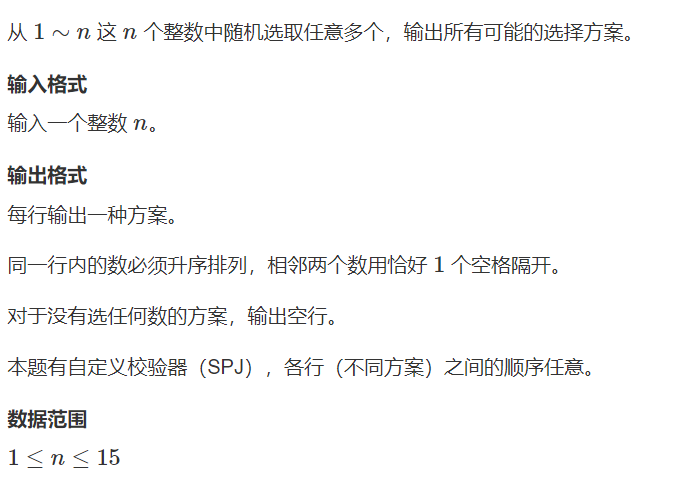 从 1 ∼ n 这 n 个整数中随机选取任意多个，输出所有可能的选择方案。
输入格式
输入一个整数 n。
输出格式
每行输出一种方案。
同一行内的数必须升序排列，相邻两个数用恰好 1 个空格隔开。
对于没有选任何数的方案，输出空行。
本题有自定义校验器（SPJ），各行（不同方案）之间的顺序任意。
数据范围
1 ≤ n ≤ 15